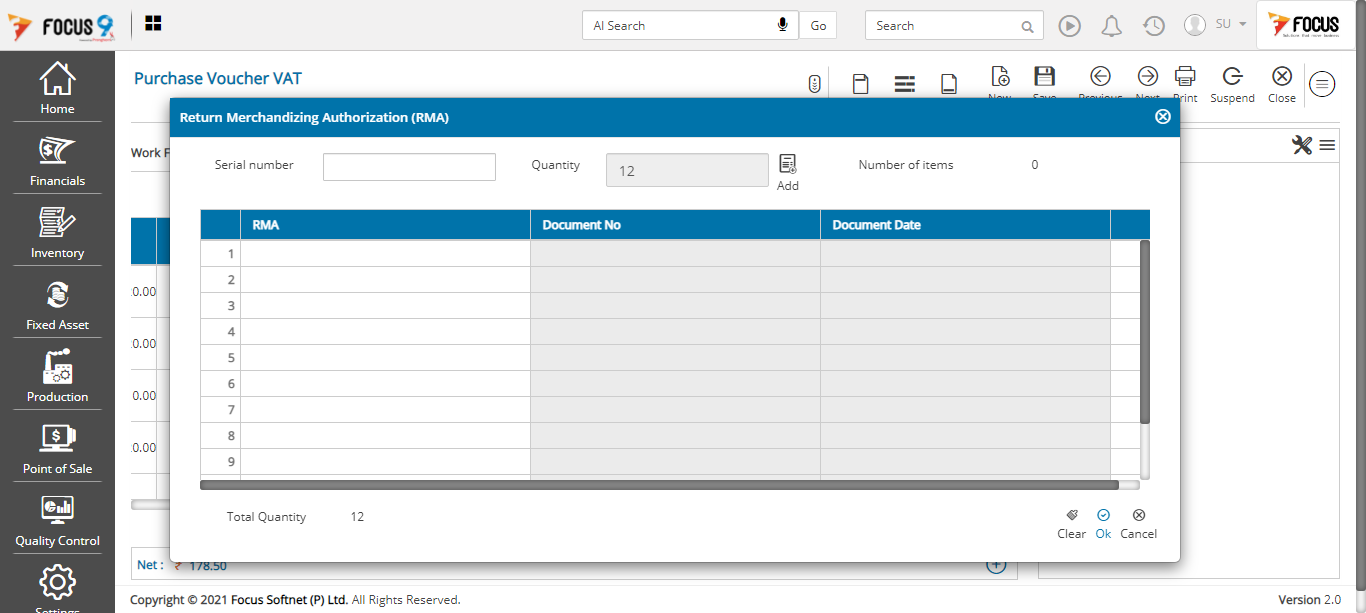 FOCUS 9
AI Search
Go
Search
SU
FOCUS
Home
Financials
Inventory
Fixed Asset
Production
Point of Sale
Quality Control
Settings
Purchase Voucher VAT
New
Save
Previous
Next
Print
Suspend
Close
Work F
Return Merchandizing Authorization (RMA)
Serial number
Quantity
12
Add
Number of items
0
RMA
Document No
Document Date
1
2
3
4
5
6
7
8
9
0.00
0.00
0.00
0.00
Total Quantity 12
Clear
Ok
Cancel
Net : ₹ 178.50
Copyright © 2021 Focus Softnet (P) Ltd. All Rights Reserved.
Version 2.0